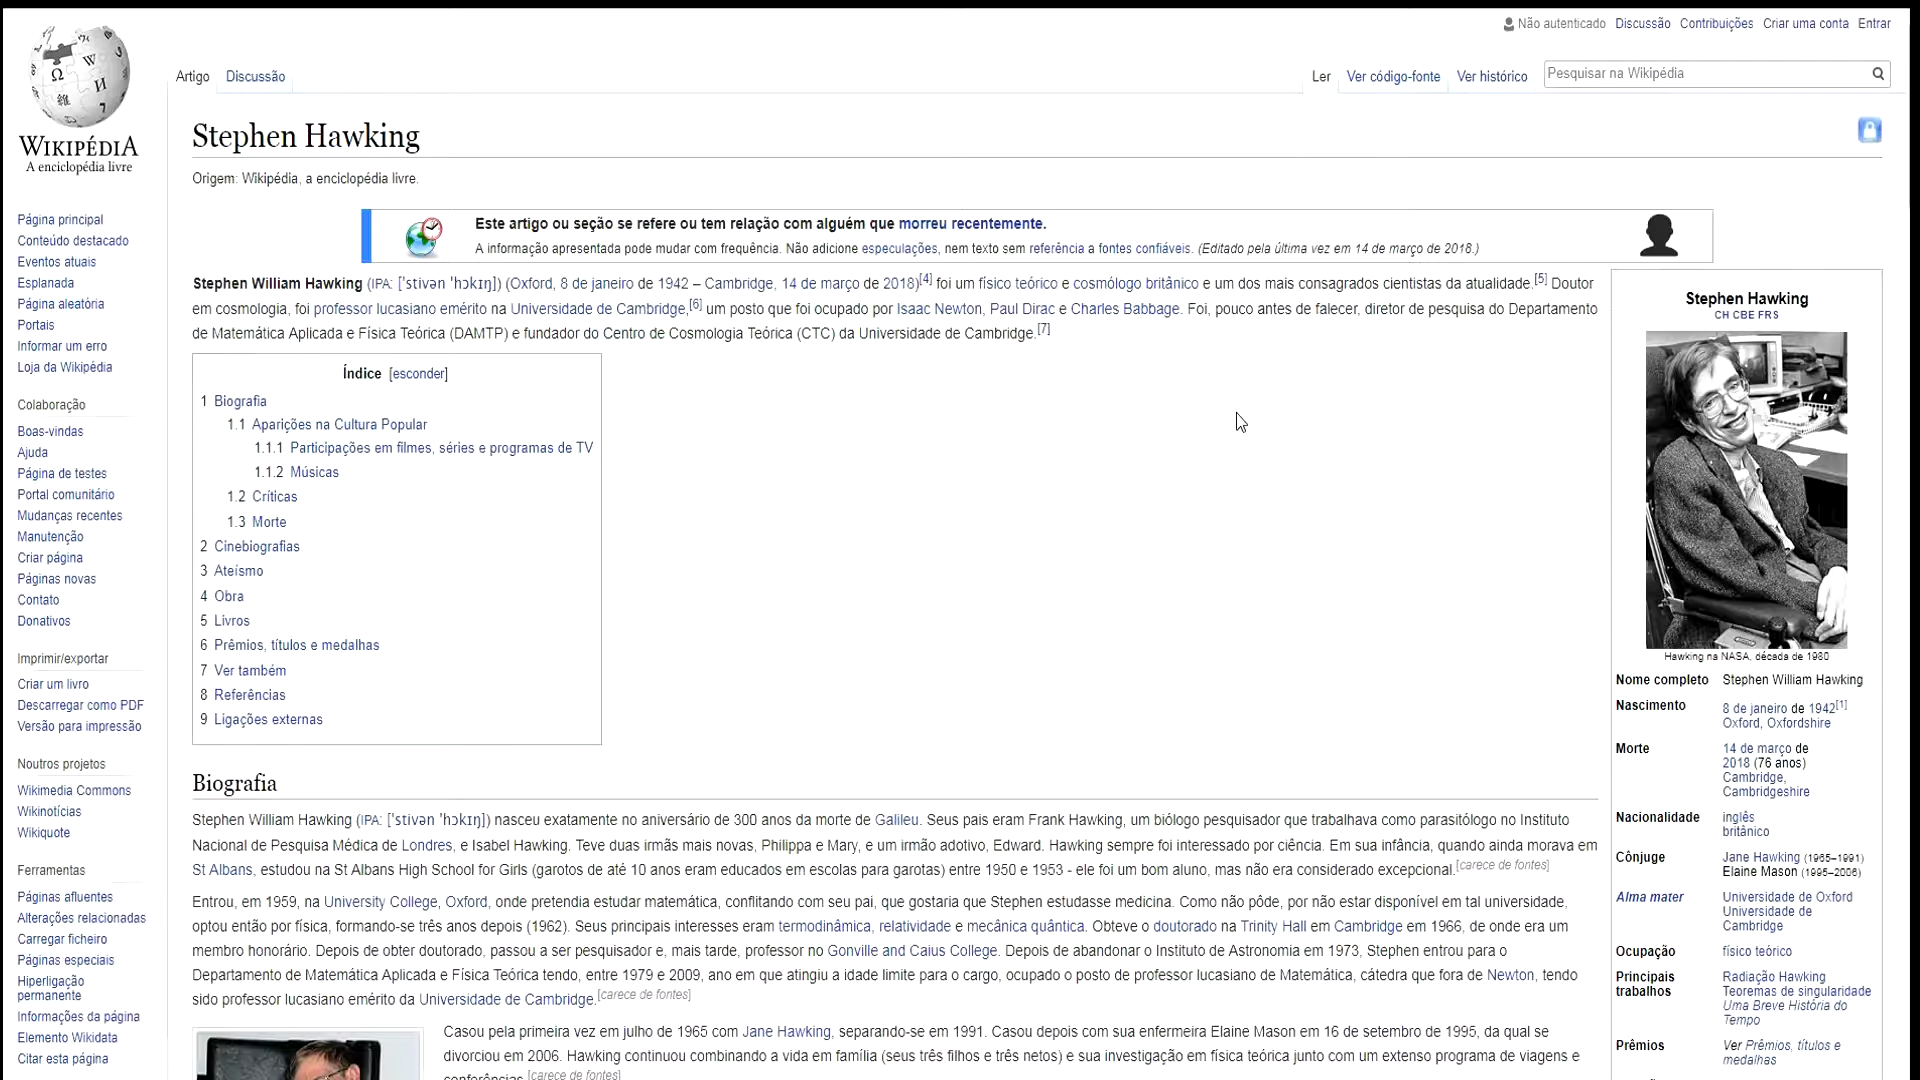 Não autenticado Discussão Contribuições Criar uma conta Entrar
Artigo Discussão
Ler Ver código-fonte Ver histórico Pesquisar na Wikipédia
WIKIPÉDIA
A enciclopédia livre
Página principal
Conteúdo destacado
Eventos atuais
Esplanada
Página aleatória
Portais
Informar um erro
Loja da Wikipédia
Colaboração
Boas-vindas
Ajuda
Página de testes
Portal comunitário
Mudanças recentes
Manutenção
Criar página
Páginas novas
Contato
Donativos
Imprimir/exportar
Criar um livro
Descarregar como PDF
Versão para impressão
Noutros projetos
Wikimedia Commons
Wikinotícias
Wikiquote
Ferramentas
Páginas afluentes
Alterações relacionadas
Carregar ficheiro
Páginas especiais
Hiperligação
permanente
Informações da página
Elemento Wikidata
Citar esta página
Stephen Hawking
Origem: Wikipédia, a enciclopédia livre.
Este artigo ou seção se refere ou tem relação com alguém que morreu recentemente.
A informação apresentada pode mudar com frequência. Não adicione especulações, nem texto sem referência a fontes confiáveis. (Editado pela última vez em 14 de março de 2018.)
Stephen William Hawking (IPA: ['stivən 'hɔkɪŋ]) (Oxford, 8 de janeiro de 1942 – Cambridge, 14 de março de 2018)[4] foi um físico teórico e cosmólogo britânico e um dos mais consagrados cientistas da atualidade.[5] Doutor
em cosmologia, foi professor lucasiano emérito na Universidade de Cambridge,[6] um posto que foi ocupado por Isaac Newton, Paul Dirac e Charles Babbage. Foi, pouco antes de falecer, diretor de pesquisa do Departamento
de Matemática Aplicada e Física Teórica (DAMTP) e fundador do Centro de Cosmologia Teórica (CTC) da Universidade de Cambridge.[7]
Índice [esconder]
1 Biografia
1.1 Aparições na Cultura Popular
1.1.1 Participações em filmes, séries e programas de TV
1.1.2 Músicas
1.2 Críticas
1.3 Morte
2 Cinebiografias
3 Ateísmo
4 Obra
5 Livros
6 Prêmios, títulos e medalhas
7 Ver também
8 Referências
9 Ligações externas
Biografia
Stephen William Hawking (IPA: ['stivən 'hɔkɪŋ]) nasceu exatamente no aniversário de 300 anos da morte de Galileu. Seus pais eram Frank Hawking, um biólogo pesquisador que trabalhava como parasitólogo no Instituto
Nacional de Pesquisa Médica de Londres, e Isabel Hawking. Teve duas irmãs mais novas, Philippa e Mary, e um irmão adotivo, Edward. Hawking sempre foi interessado por ciência. Em sua infância, quando ainda morava em
St Albans, estudou na St Albans High School for Girls (garotos de até 10 anos eram educados em escolas para garotas) entre 1950 e 1953 - ele foi um bom aluno, mas não era considerado excepcional.[carece de fontes]
Entrou, em 1959, na University College, Oxford, onde pretendia estudar matemática, conflitando com seu pai, que gostaria que Stephen estudasse medicina. Como não pôde, por não estar disponível em tal universidade,
optou então por física, formando-se três anos depois (1962). Seus principais interesses eram termodinâmica, relatividade e mecânica quântica. Obteve o doutorado na Trinity Hall em Cambridge em 1966, de onde era um
membro honorário. Depois de obter doutorado, passou a ser pesquisador e, mais tarde, professor no Gonville and Caius College. Depois de abandonar o Instituto de Astronomia em 1973, Stephen entrou para o
Departamento de Matemática Aplicada e Física Teórica tendo, entre 1979 e 2009, ano em que atingiu a idade limite para o cargo, ocupado o posto de professor lucasiano de Matemática, cátedra que fora de Newton, tendo
sido professor lucasiano emérito da Universidade de Cambridge.[carece de fontes]
Casou pela primeira vez em julho de 1965 com Jane Hawking, separando-se em 1991. Casou depois com sua enfermeira Elaine Mason em 16 de setembro de 1995, da qual se
divorciou em 2006. Hawking continuou combinando a vida em família (seus três filhos e três netos) e sua investigação em física teórica junto com um extenso programa de viagens e
conferências.[carece de fontes]
Stephen Hawking
CH CBE FRS
Hawking na NASA, década de 1980
Nome completo Stephen William Hawking
Nascimento 8 de janeiro de 1942[1]
Oxford, Oxfordshire
Morte 14 de março de
2018 (76 anos)
Cambridge,
Cambridgeshire
Nacionalidade inglês
britânico
Cônjuge Jane Hawking (1965–1991)
Elaine Mason (1995–2006)
Alma mater Universidade de Oxford
Universidade de
Cambridge
Ocupação físico teórico
Principais trabalhos Radiação Hawking
Teoremas de singularidade
Uma Breve História do
Tempo
Prêmios Ver Prêmios, títulos e
medalhas